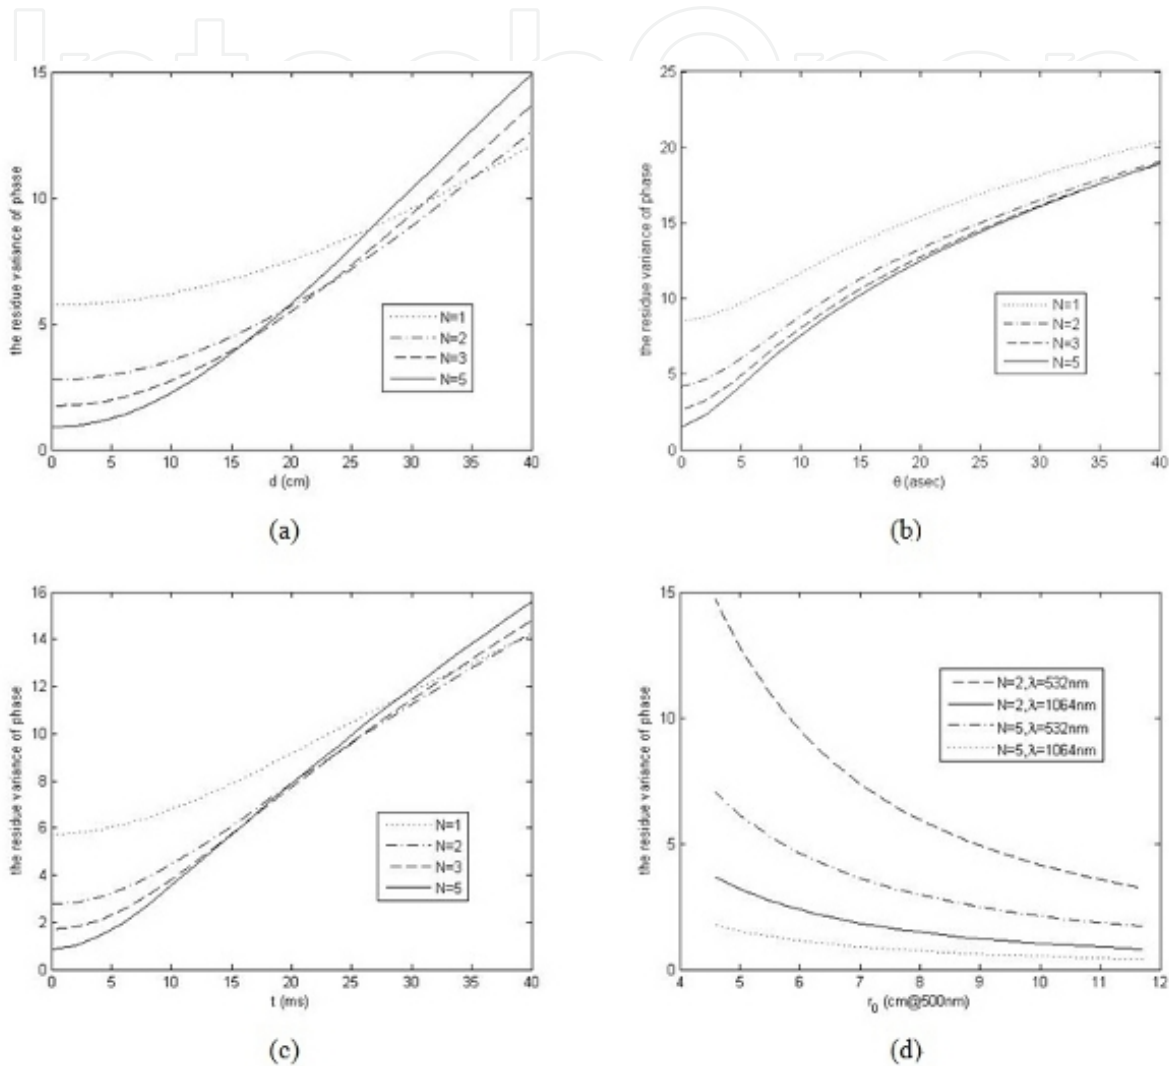 IntechOpen
15
10
5
0
the residue variance of phase
N=1
N=2
N=3
N=5
0 5 10 15 20 25 30 35 40
d (cm)
(a)
25
20
15
10
5
0
the residue variance of phase
N=1
N=2
N=3
N=5
0 5 10 15 20 25 30 35 40
θ (asec)
(b)
16
14
12
10
8
6
4
2
0
the residue variance of phase
N=1
N=2
N=3
N=5
0 5 10 15 20 25 30 35 40
t (ms)
(c)
15
10
5
0
the residue variance of phase
N=2,λ=532nm
N=2,λ=1064nm
N=5,λ=532nm
N=5,λ=1064nm
4 5 6 7 8 9 10 11 12
r0 (cm@500nm)
(d)